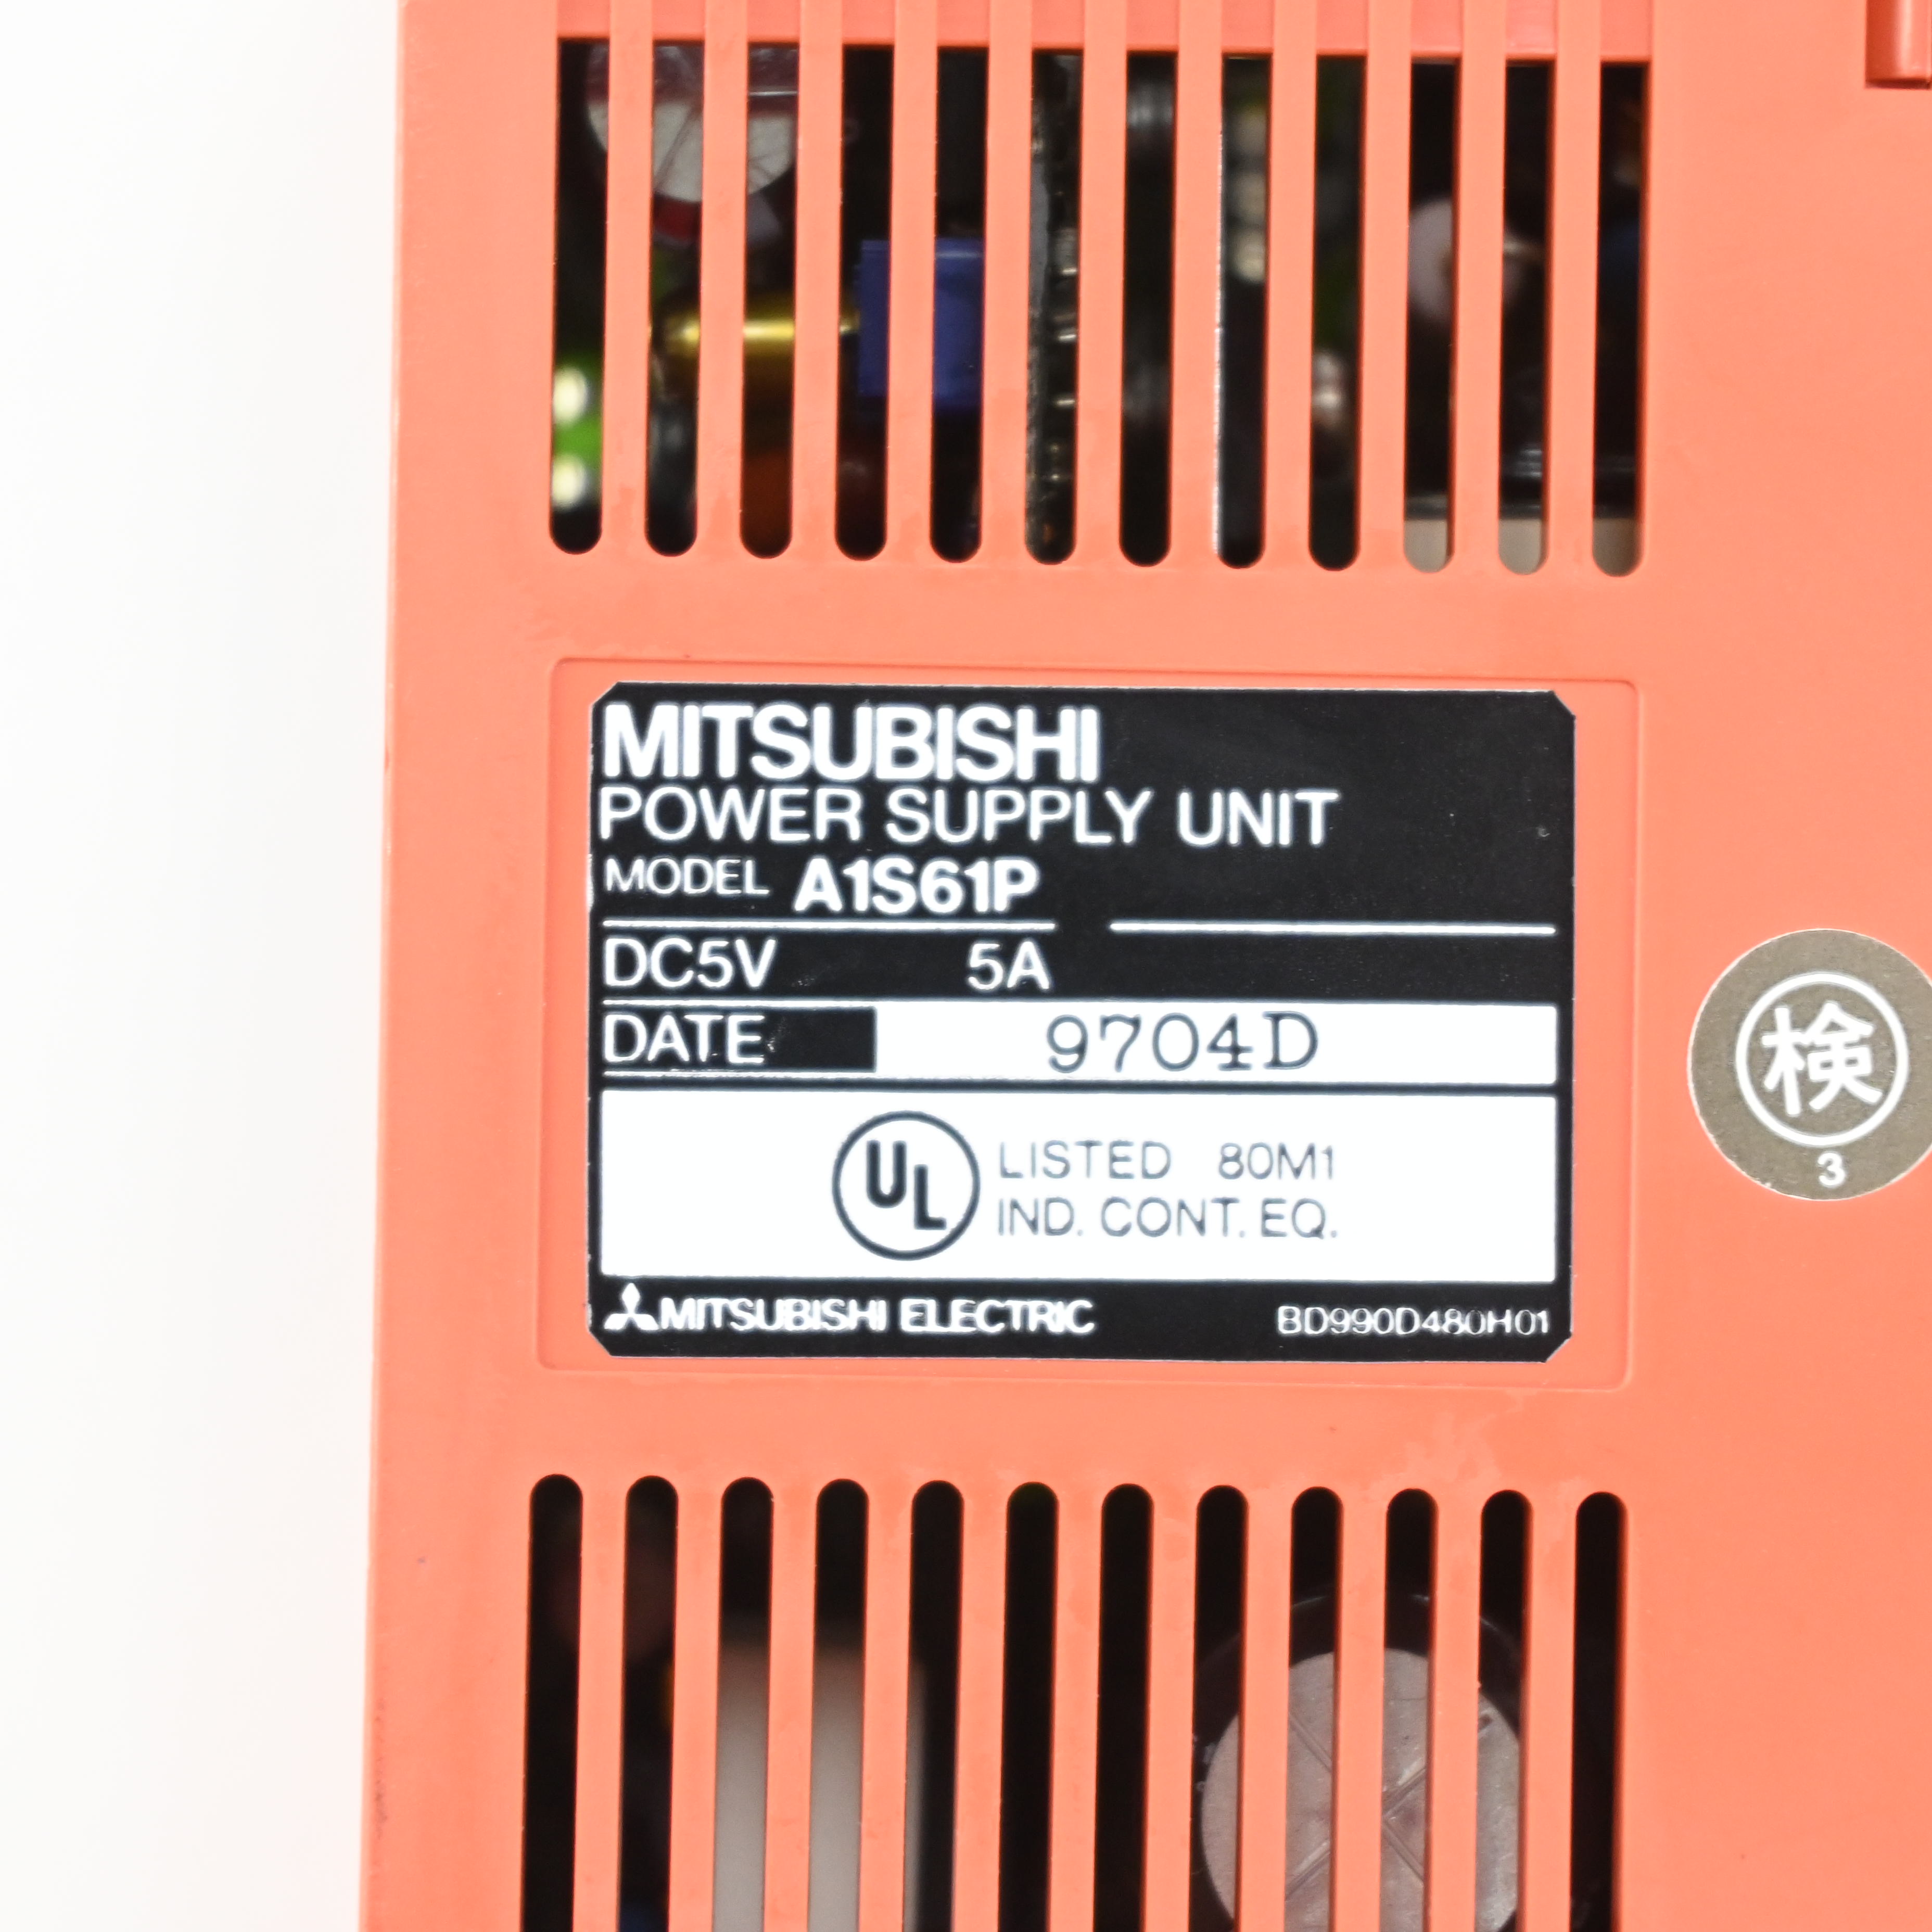 MITSUBISHI
POWER SUPPLY UNIT
MODEL A1S61P
DC5V 5A
DATE 9704D
UL LISTED 80M1
IND. CONT. EQ.
MITSUBISHI ELECTRIC BD990D480H01
検
3